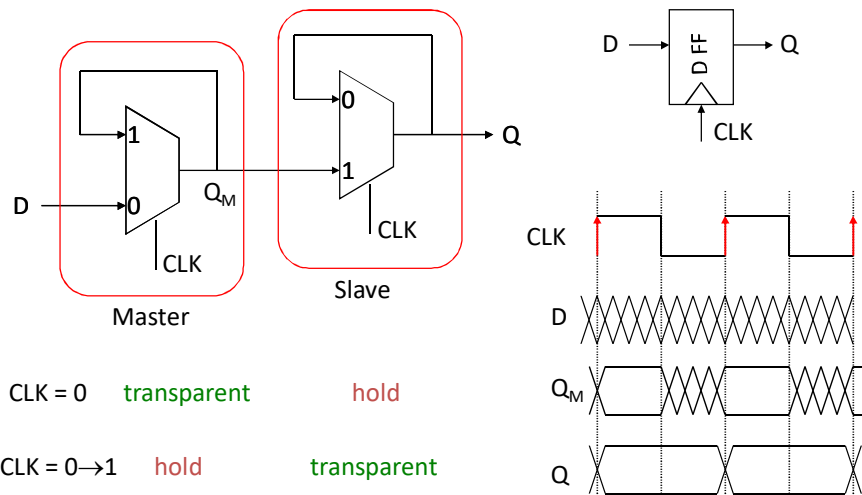 D
1
0
Q_M
CLK
Master
0
1
CLK
Q
Slave
D
D FF
Q
CLK
CLK
D
Q_M
Q
CLK = 0 transparent hold
CLK = 0→1 hold transparent